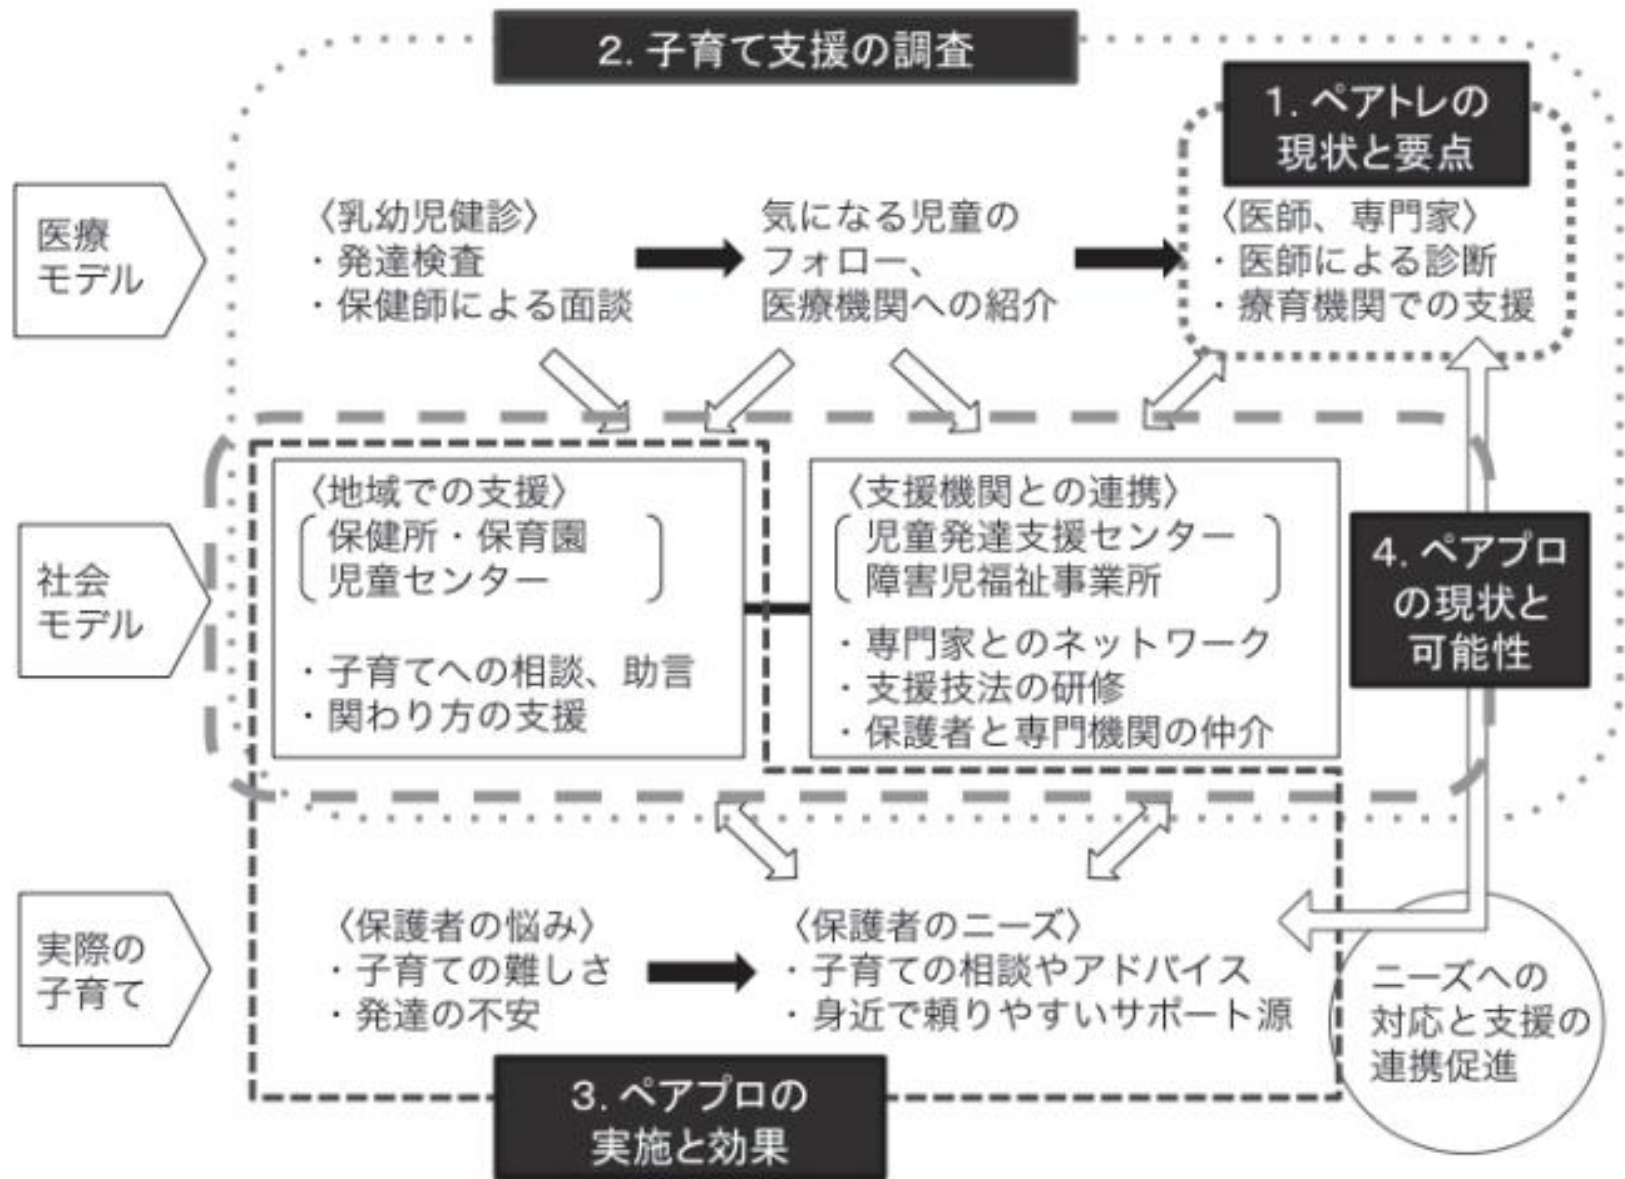 2. 子育て支援の調査
1. ペアトレの
現状と要点
医療
モデル
〈乳幼児健診〉
・発達検査
・保健師による面談
気になる児童の
フォロー、
医療機関への紹介
〈医師、専門家〉
・医師による診断
・療育機関での支援
社会
モデル
〈地域での支援〉
保健所・保育園
児童センター
・子育てへの相談、助言
・関わり方の支援
〈支援機関との連携〉
児童発達支援センター
障害児福祉事業所
・専門家とのネットワーク
・支援技法の研修
・保護者と専門機関の仲介
4. ペアプロ
の現状と
可能性
実際の
子育て
〈保護者の悩み〉
・子育ての難しさ
・発達の不安
〈保護者のニーズ〉
・子育ての相談やアドバイス
・身近で頼りやすいサポート源
ニーズへの
対応と支援の
連携促進
3. ペアプロの
実施と効果